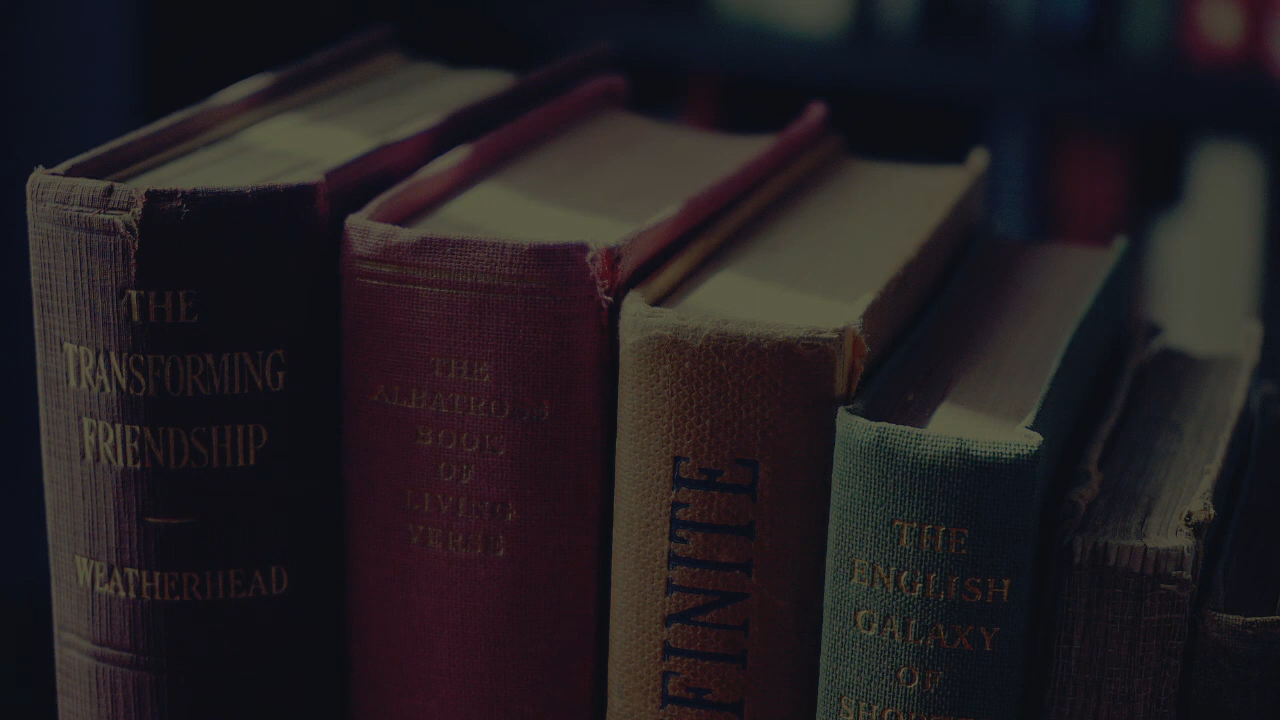 THE
TRANSFORMING
FRIENDSHIP
WEATHERHEAD
THE
ALBATROSS
BOOK
OF
LIVING
VERSE
FINITE
THE
ENGLISH
GALAXY
OF